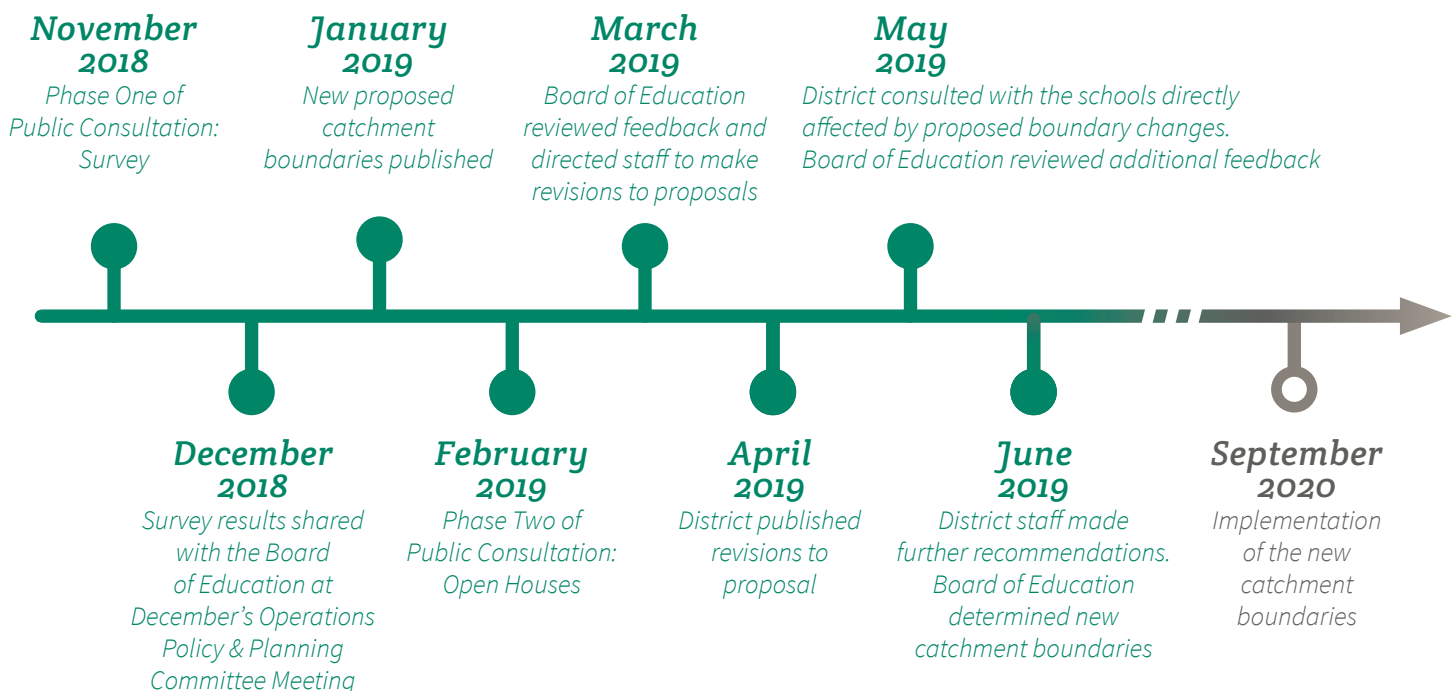 November
2018
Phase One of
Public Consultation:
Survey
January
2019
New proposed
catchment
boundaries published
March
2019
Board of Education
reviewed feedback and
directed staff to make
revisions to proposals
May
2019
District consulted with the schools directly
affected by proposed boundary changes.
Board of Education reviewed additional feedback
December
2018
Survey results shared
with the Board
of Education at
December’s Operations
Policy & Planning
Committee Meeting
February
2019
Phase Two of
Public Consultation:
Open Houses
April
2019
District published
revisions to
proposal
June
2019
District staff made
further recommendations.
Board of Education
determined new
catchment boundaries
September
2020
Implementation
of the new
catchment
boundaries